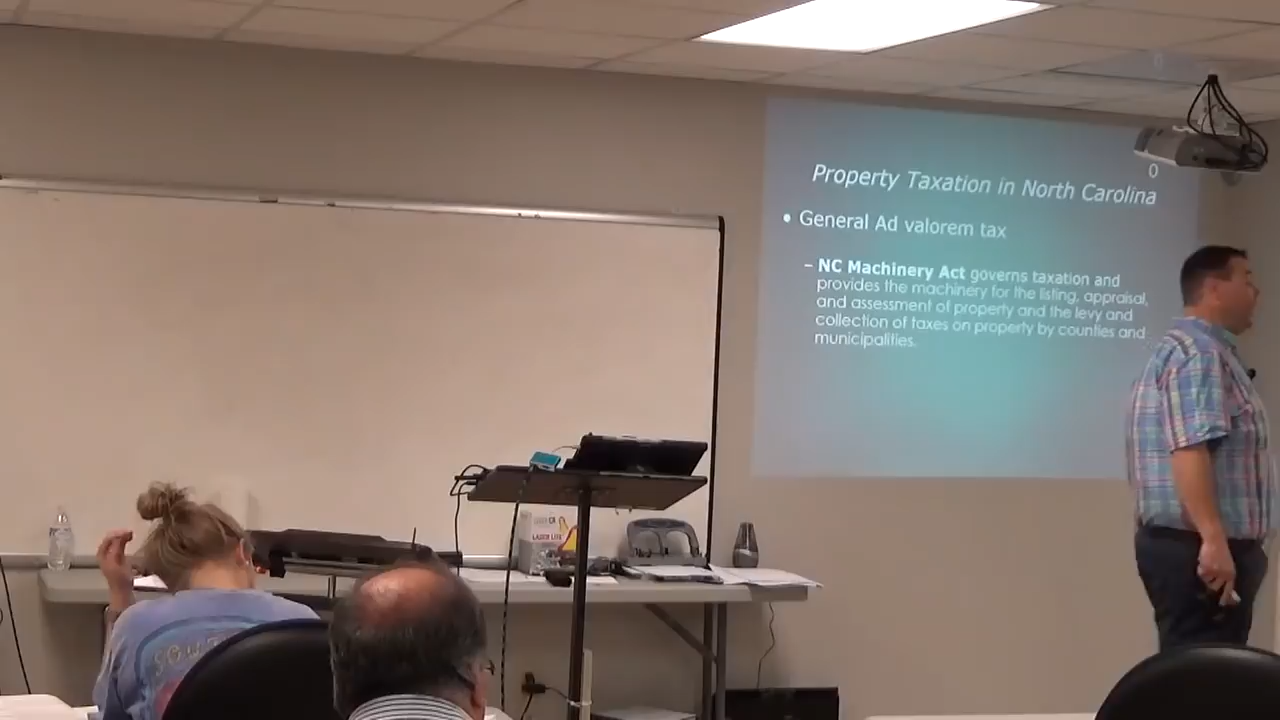 Property Taxation in North Carolina
• General Ad valorem tax
– NC Machinery Act governs taxation and
provides the machinery for the listing, appraisal,
and assessment of property and the levy and
collection of taxes on property by counties and
municipalities.